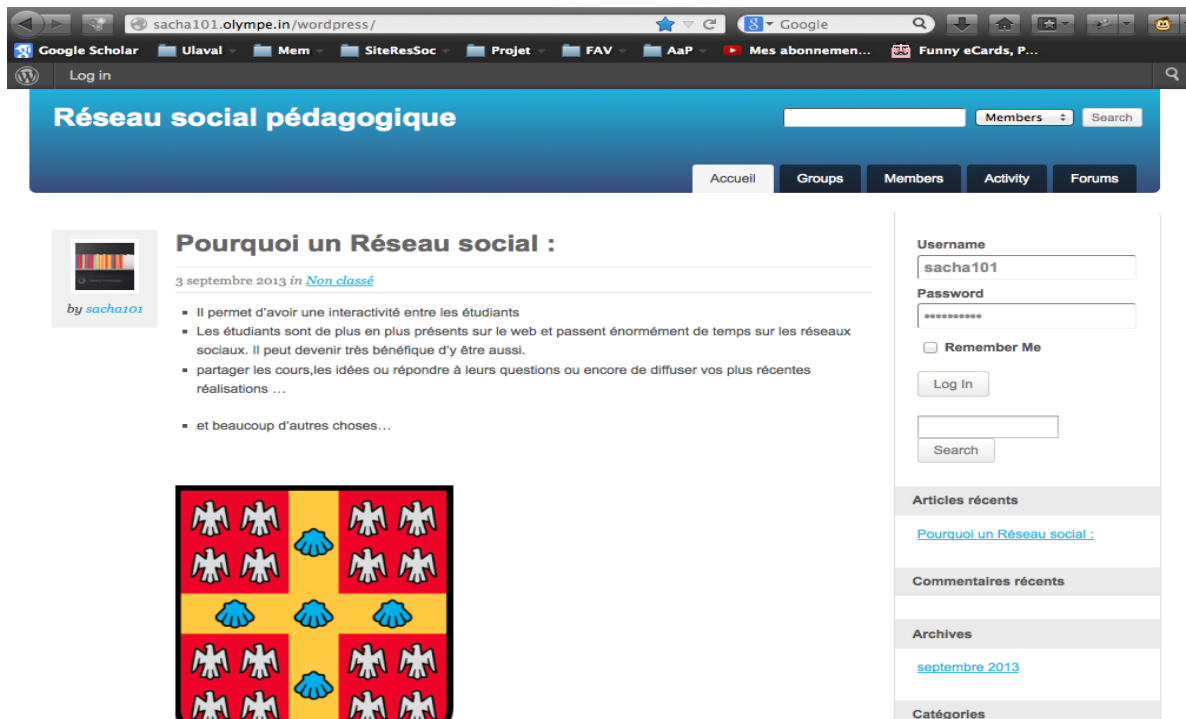 sacha101.olympe.in/wordpress/
Google
Google Scholar Ulaval Mem SiteResSoc Projet FAV AaP Mes abonnemen... Funny eCards, P...
Log in
Réseau social pédagogique
Members Search
Accueil Groups Members Activity Forums
Pourquoi un Réseau social :
3 septembre 2013 in Non classé
by sacha101
Il permet d'avoir une interactivité entre les étudiants
Les étudiants sont de plus en plus présents sur le web et passent énormément de temps sur les réseaux
sociaux. Il peut devenir très bénéfique d'y être aussi.
partager les cours,les idées ou répondre à leurs questions ou encore de diffuser vos plus récentes
réalisations …
et beaucoup d'autres choses…
Username
sacha101
Password
••••••••••
Remember Me
Log In
Search
Articles récents
Pourquoi un Réseau social :
Commentaires récents
Archives
septembre 2013
Catégories